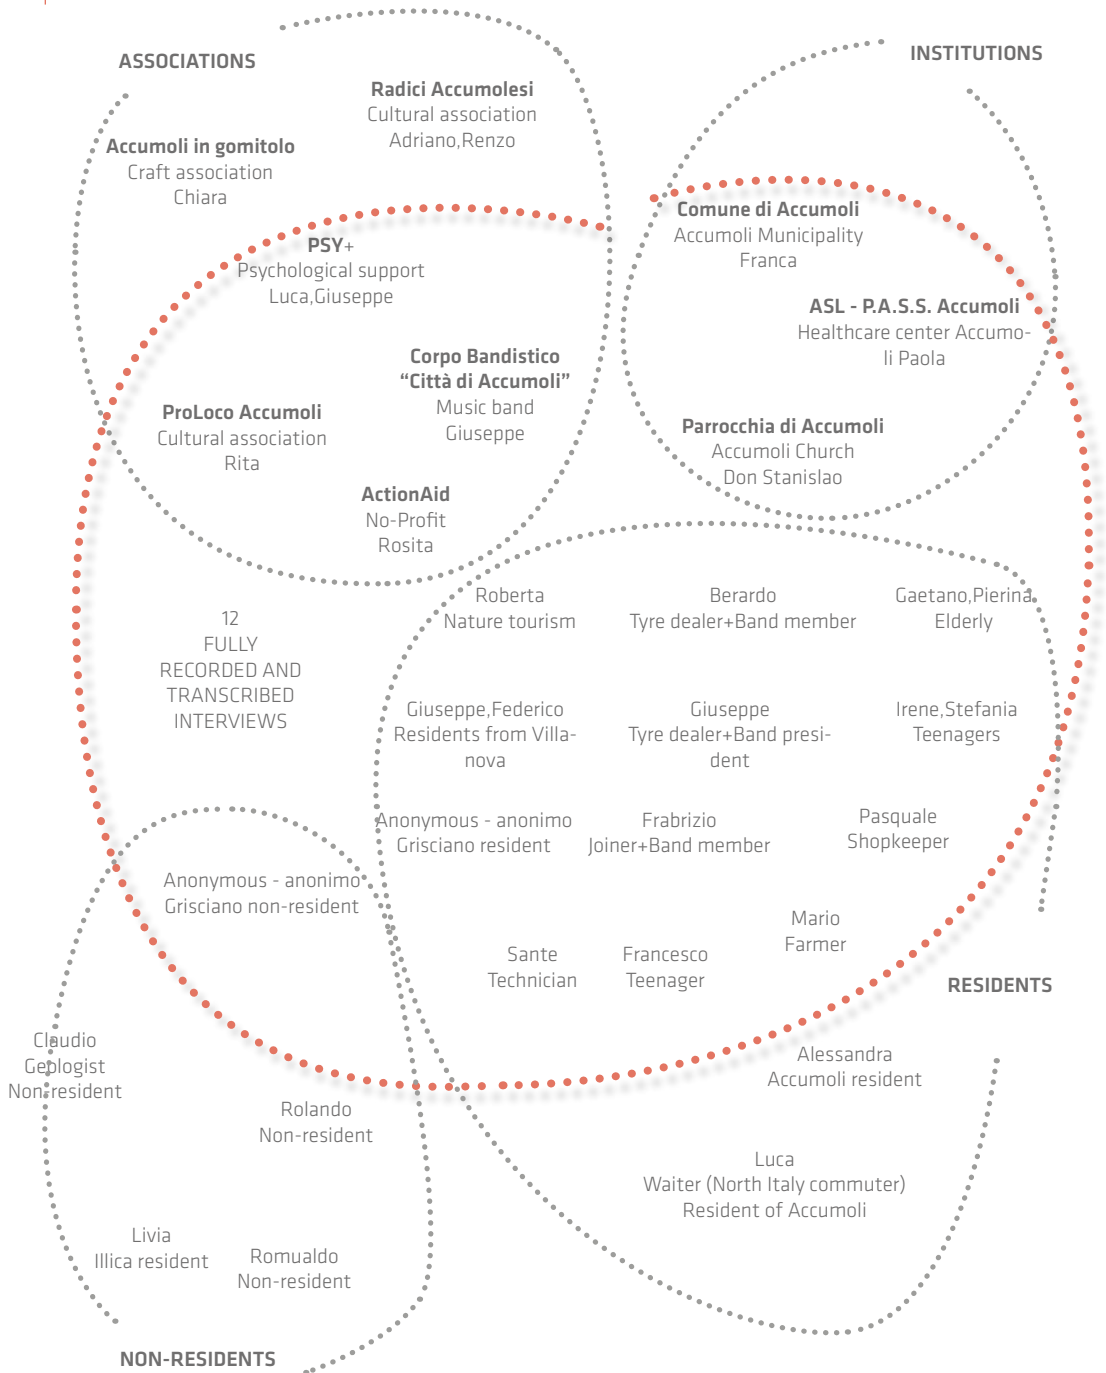 ASSOCIATIONS
Radici Accumolesi
Cultural association
Adriano,Renzo
Accumoli in gomitolo
Craft association
Chiara
PSY+
Psychological support
Luca,Giuseppe
Corpo Bandistico
“Città di Accumoli”
Music band
Giuseppe
ProLoco Accumoli
Cultural association
Rita
ActionAid
No-Profit
Rosita
INSTITUTIONS
Comune di Accumoli
Accumoli Municipality
Franca
ASL - P.A.S.S. Accumoli
Healthcare center Accumo-
li Paola
Parrocchia di Accumoli
Accumoli Church
Don Stanislao
12
FULLY
RECORDED AND
TRANSCRIBED
INTERVIEWS
Roberta
Nature tourism
Berardo
Tyre dealer+Band member
Gaetano,Pierina
Elderly
Giuseppe,Federico
Residents from Villa-
nova
Giuseppe
Tyre dealer+Band presi-
dent
Irene,Stefania
Teenagers
Anonymous - anonimo
Grisciano resident
Frabrizio
Joiner+Band member
Pasquale
Shopkeeper
Mario
Farmer
Sante
Technician
Francesco
Teenager
RESIDENTS
Alessandra
Accumoli resident
Luca
Waiter (North Italy commuter)
Resident of Accumoli
Anonymous - anonimo
Grisciano non-resident
Claudio
Geologist
Non-resident
Rolando
Non-resident
Livia
Illica resident
Romualdo
Non-resident
NON-RESIDENTS